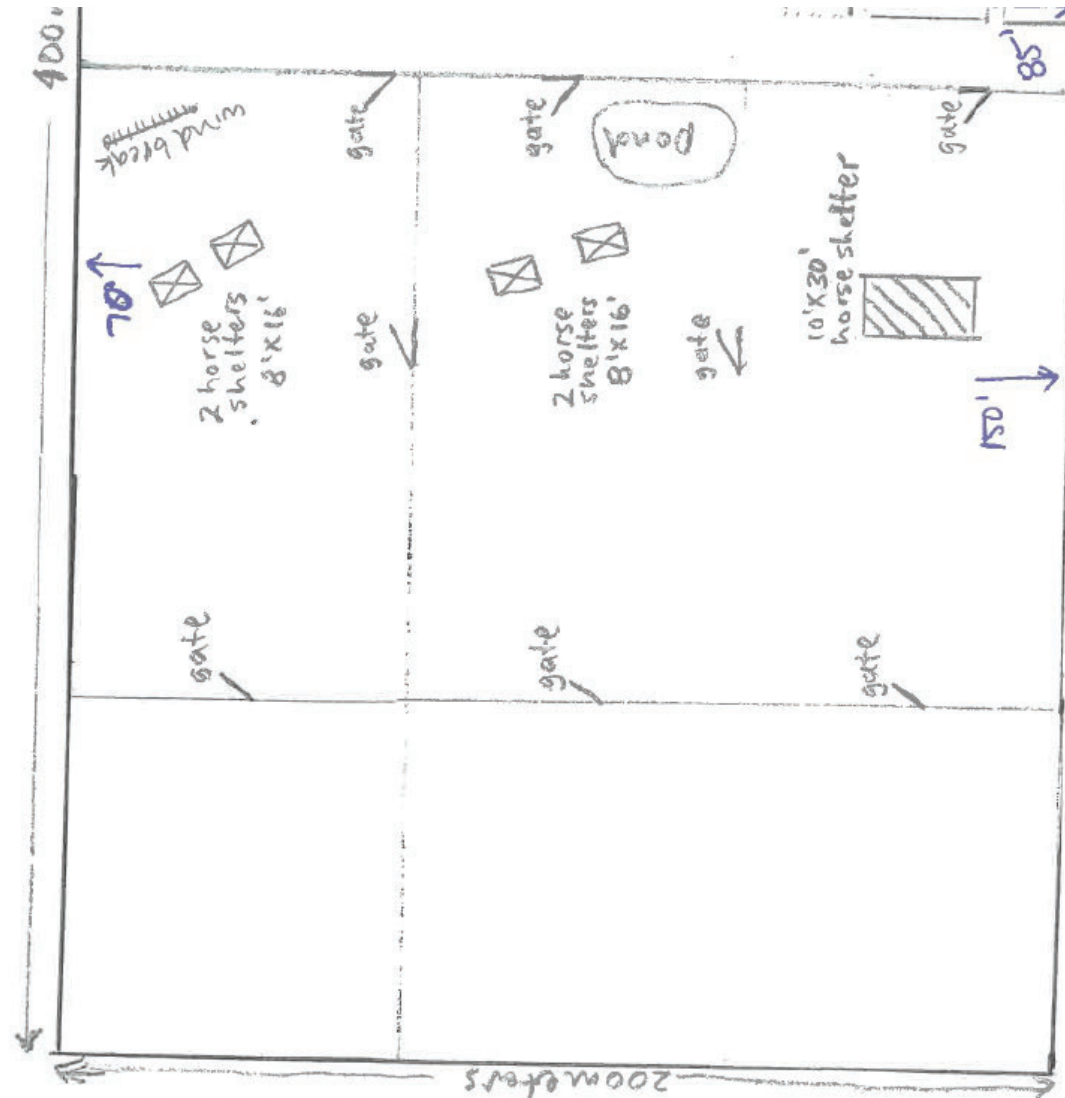 400
85'
wind break
gate
gate
Pond
gate
70'
2 horse
shelters
8'x16'
gate
2 horse
shelters
8'x16'
gate
10'x30'
horse shelter
150'
gate
gate
gate
200 meters